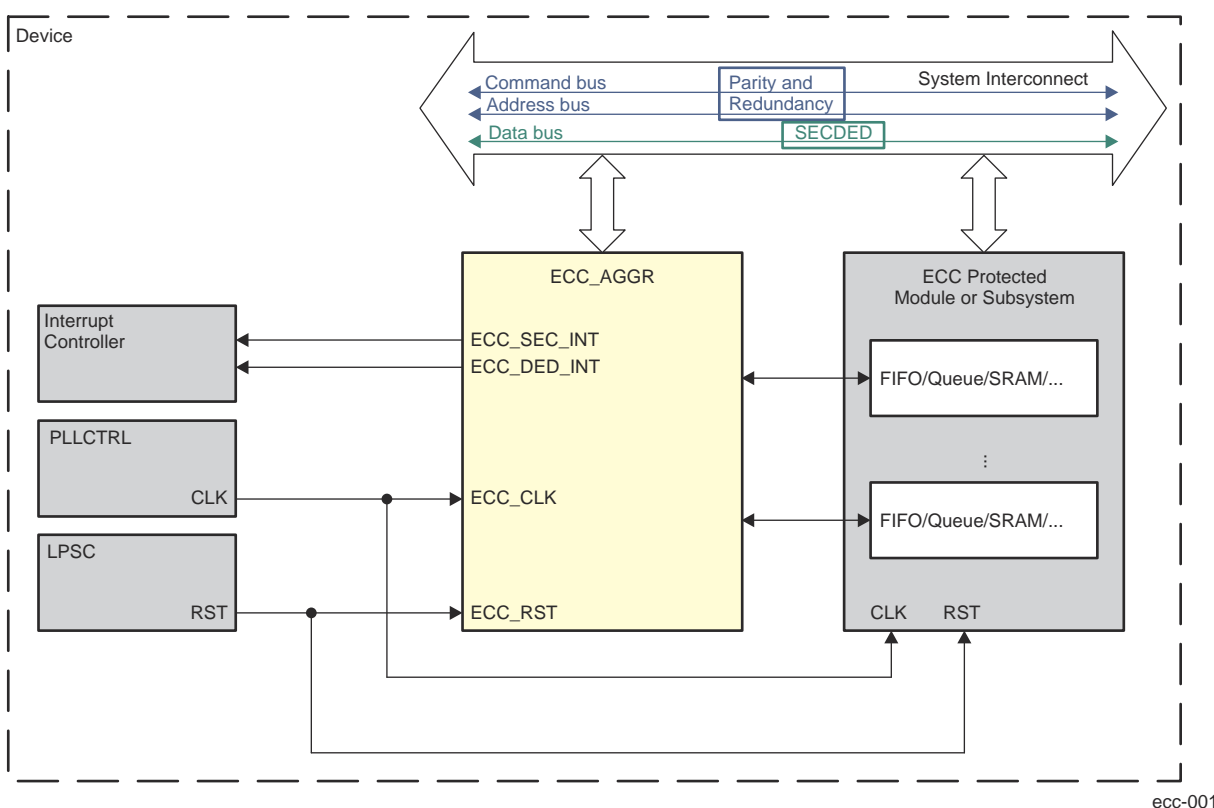 Device
Command bus
Parity and
System Interconnect
Address bus
Redundancy
Data bus
SECDED
ECC_AGGR
ECC Protected
Module or Subsystem
Interrupt
Controller
ECC_SEC_INT
ECC_DED_INT
FIFO/Queue/SRAM/...
PLLCTRL
...
CLK
ECC_CLK
FIFO/Queue/SRAM/...
LPSC
RST
ECC_RST
CLK
RST
ecc-001